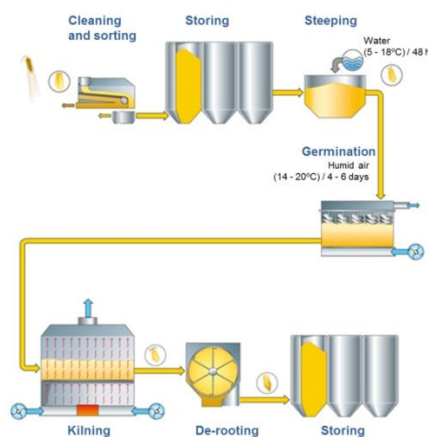 Cleaning
and sorting
Storing
Steeping
Water
(5 - 18ºC) / 48 h
Germination
Humid air
(14 - 20ºC) / 4 - 6 days
Kilning
De-rooting
Storing